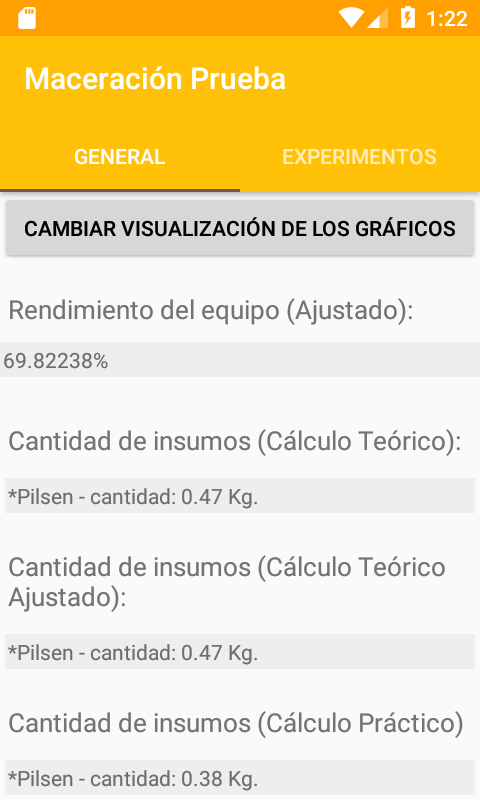 1:22
Maceración Prueba
GENERAL
EXPERIMENTOS
CAMBIAR VISUALIZACIÓN DE LOS GRÁFICOS
Rendimiento del equipo (Ajustado):
69.82238%
Cantidad de insumos (Cálculo Teórico):
*Pilsen - cantidad: 0.47 Kg.
Cantidad de insumos (Cálculo Teórico
Ajustado):
*Pilsen - cantidad: 0.47 Kg.
Cantidad de insumos (Cálculo Práctico)
*Pilsen - cantidad: 0.38 Kg.